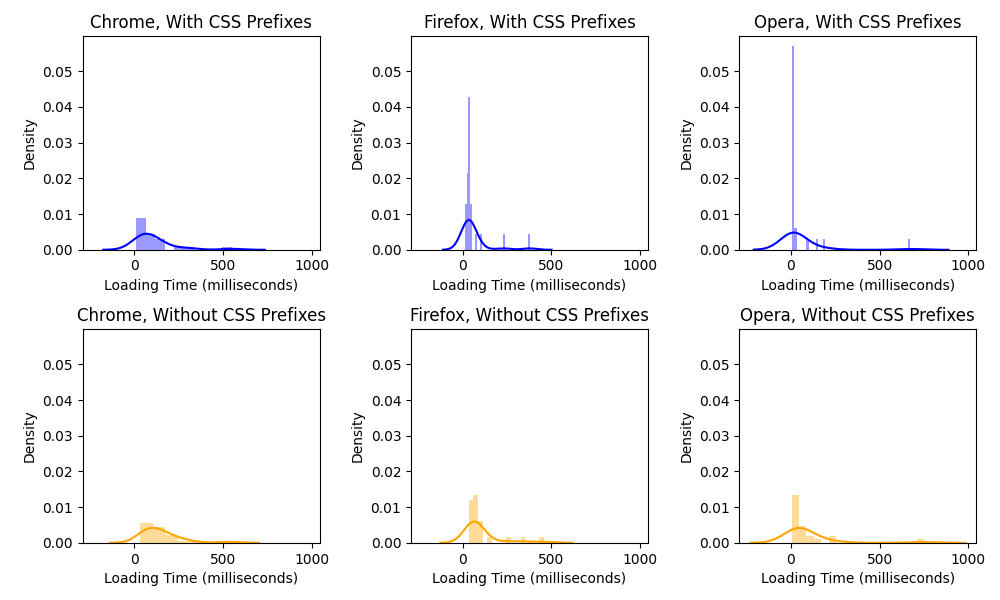 Chrome, With CSS Prefixes
Firefox, With CSS Prefixes
Opera, With CSS Prefixes
Density
0.05
0.04
0.03
0.02
0.01
0.00
Density
0.05
0.04
0.03
0.02
0.01
0.00
Density
0.05
0.04
0.03
0.02
0.01
0.00
0 500 1000
0 500 1000
0 500 1000
Loading Time (milliseconds)
Loading Time (milliseconds)
Loading Time (milliseconds)
Chrome, Without CSS Prefixes
Firefox, Without CSS Prefixes
Opera, Without CSS Prefixes
Density
0.05
0.04
0.03
0.02
0.01
0.00
Density
0.05
0.04
0.03
0.02
0.01
0.00
Density
0.05
0.04
0.03
0.02
0.01
0.00
0 500 1000
0 500 1000
0 500 1000
Loading Time (milliseconds)
Loading Time (milliseconds)
Loading Time (milliseconds)